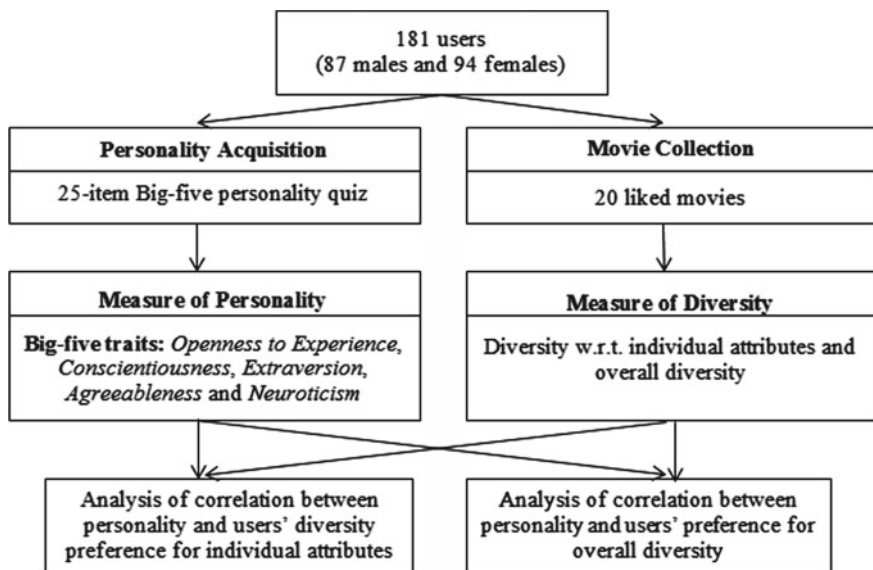 181 users
(87 males and 94 females)
Personality Acquisition
25-item Big-five personality quiz
Movie Collection
20 liked movies
Measure of Personality
Big-five traits: Openness to Experience,
Conscientiousness, Extraversion,
Agreeableness and Neuroticism
Measure of Diversity
Diversity w.r.t. individual attributes and
overall diversity
Analysis of correlation between
personality and users' diversity
preference for individual attributes
Analysis of correlation between
personality and users' preference for
overall diversity